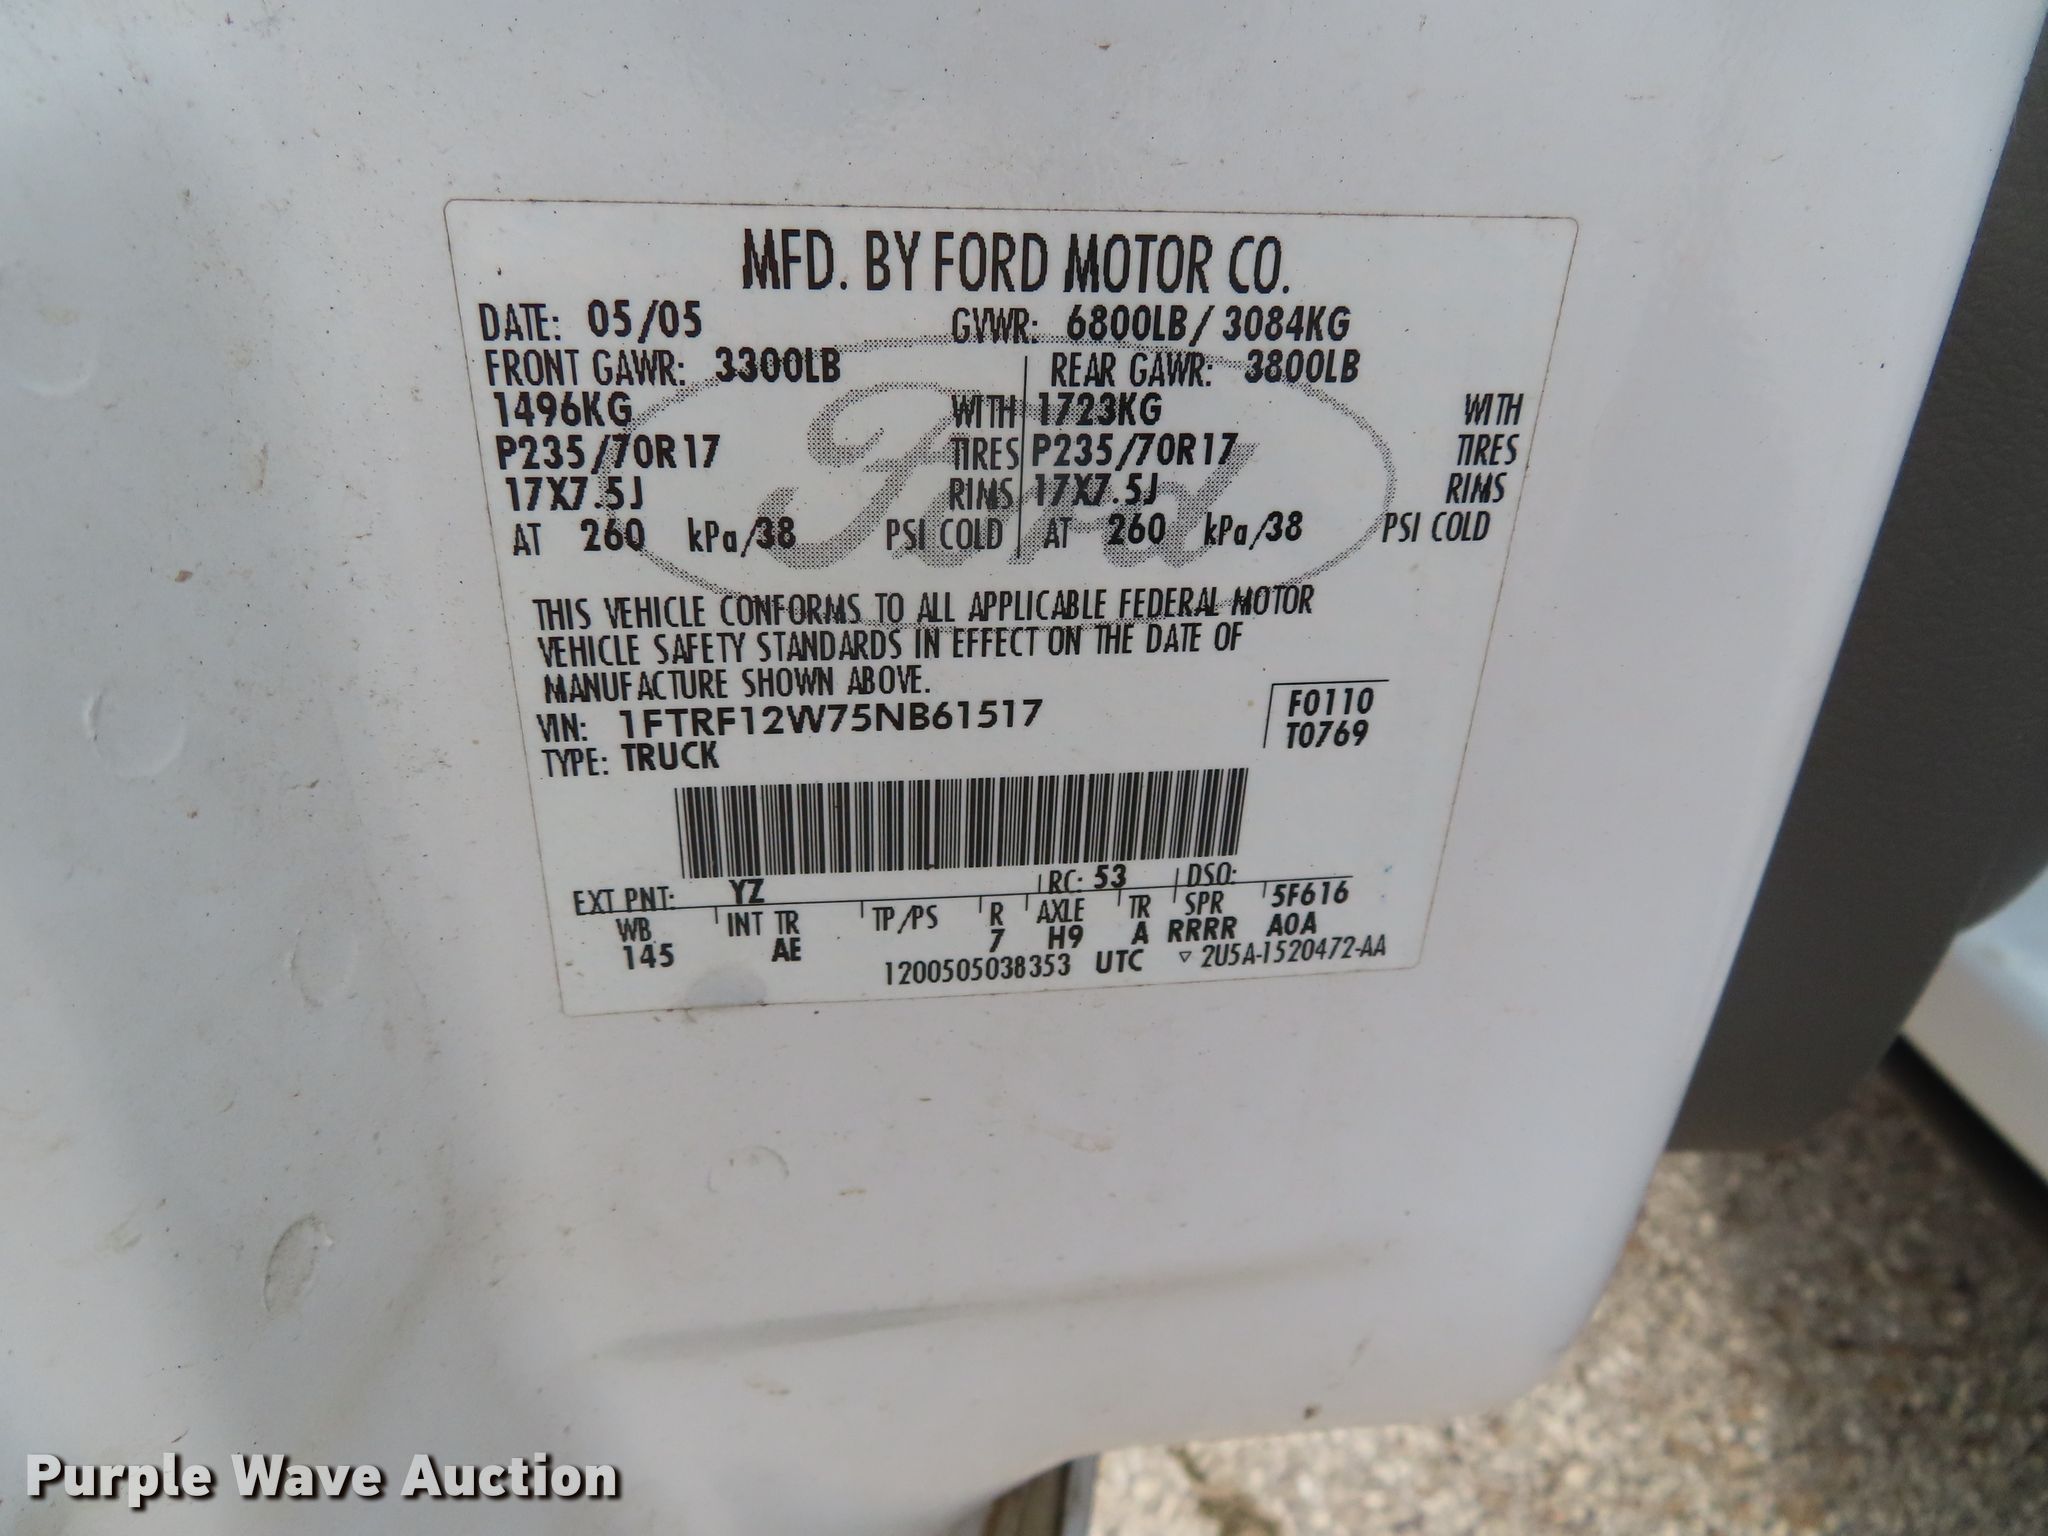 MFD. BY FORD MOTOR CO.
DATE: 05/05 GVWR: 6800LB/ 3084KG
FRONT GAWR: 3300LB REAR GAWR: 3800LB
1496KG WITH 1723KG WITH
P235/70R17 TIRES P235/70R17 TIRES
17X7.5J RIMS 17X7.5J RIMS
AT 260 kPa/38 PSI COLD AT 260 kPa/38 PSI COLD
Ford
THIS VEHICLE CONFORMS TO ALL APPLICABLE FEDERAL MOTOR
VEHICLE SAFETY STANDARDS IN EFFECT ON THE DATE OF
MANUFACTURE SHOWN ABOVE.
VIN: 1FTRF12W75NB61517 F0110
TYPE: TRUCK T0769
EXT PNT: YZ RC: 53 DSO:
WB INT TR TP/PS R AXLE TR SPR 5F616
145 AE 7 H9 A RRRR A0A
1200505038353 UTC ▽ 2U5A-1520472-AA
Purple Wave Auction